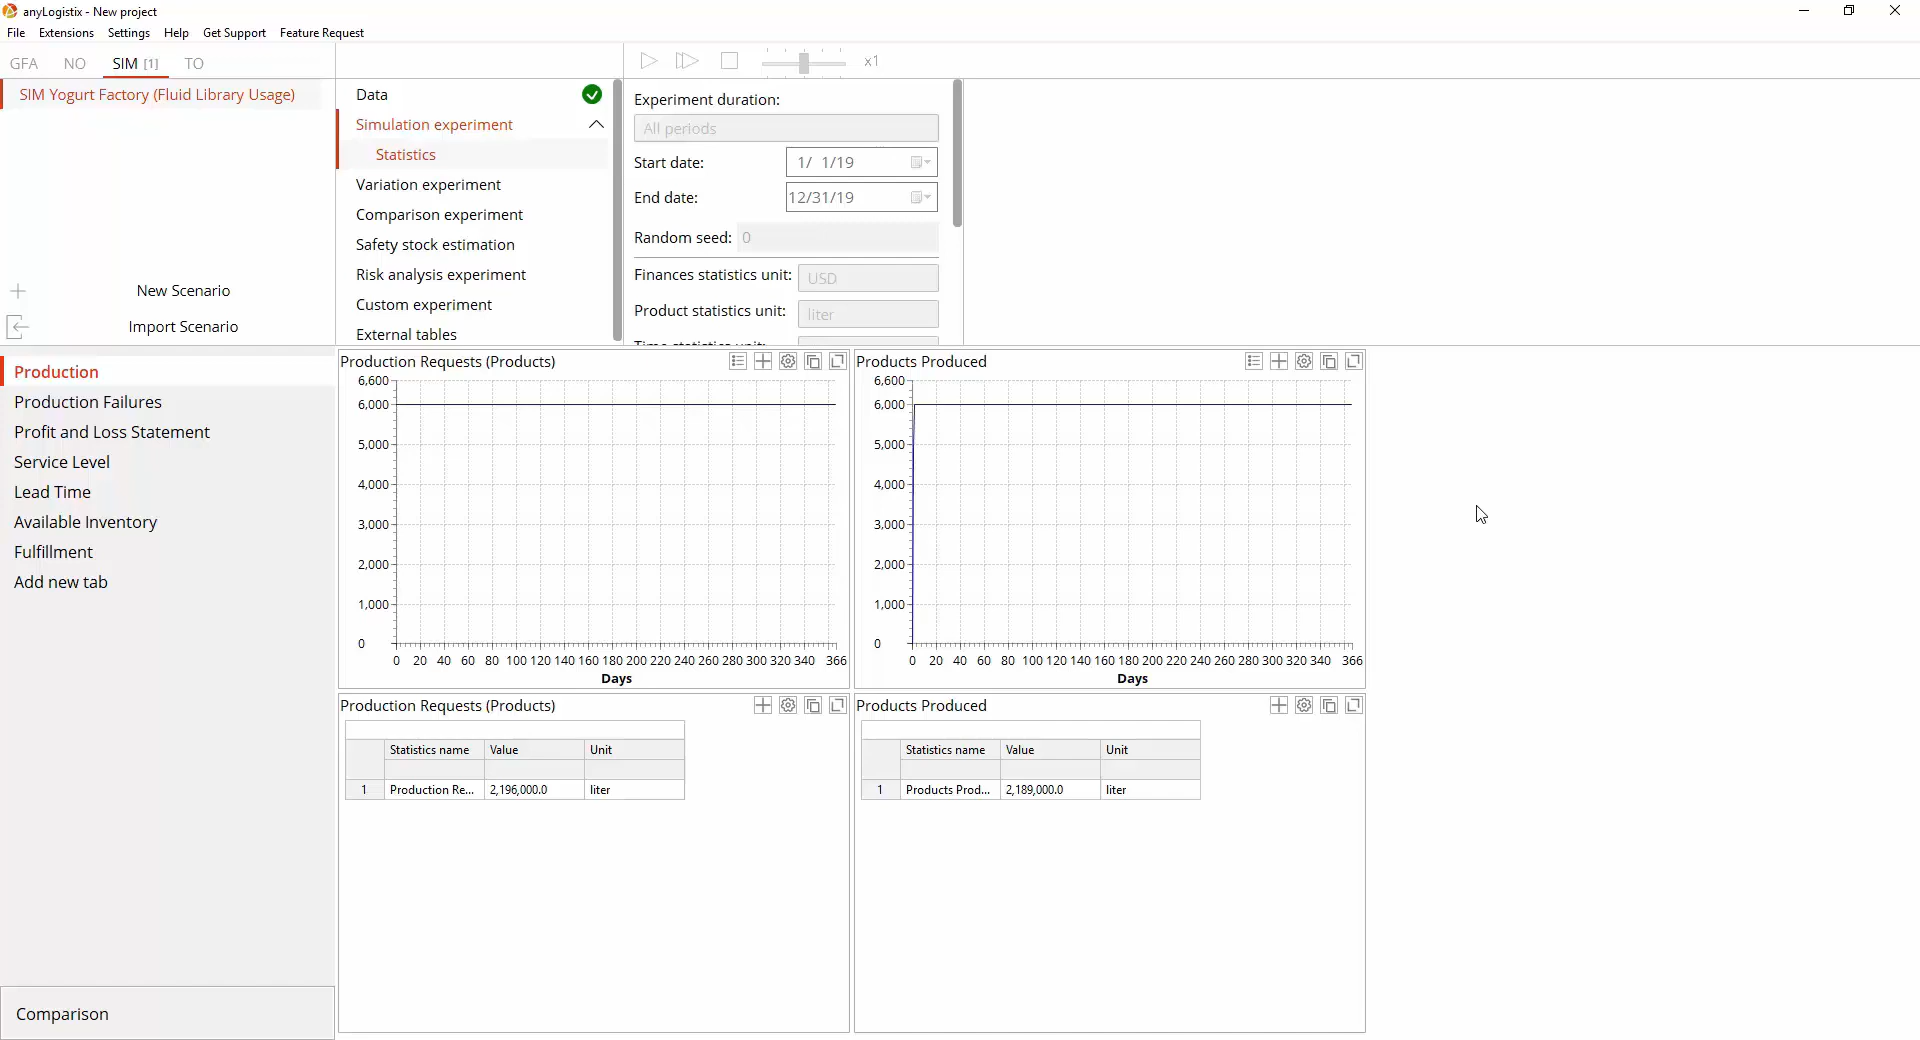 anyLogistix - New project
File Extensions Settings Help Get Support Feature Request
GFA NO SIM [1] TO
x1
SIM Yogurt Factory (Fluid Library Usage)
New Scenario
Import Scenario
Data
Simulation experiment
Statistics
Variation experiment
Comparison experiment
Safety stock estimation
Risk analysis experiment
Custom experiment
External tables
Experiment duration:
All periods
Start date: 1/ 1/19
End date: 12/31/19
Random seed: 0
Finances statistics unit: USD
Product statistics unit: liter
Time statistics unit:
Production
Production Failures
Profit and Loss Statement
Service Level
Lead Time
Available Inventory
Fulfillment
Add new tab
Comparison
Production Requests (Products)
6,600
6,000
5,000
4,000
3,000
2,000
1,000
0
0 20 40 60 80 100 120 140 160 180 200 220 240 260 280 300 320 340 366
Days
Products Produced
6,600
6,000
5,000
4,000
3,000
2,000
1,000
0
0 20 40 60 80 100 120 140 160 180 200 220 240 260 280 300 320 340 366
Days
Production Requests (Products)
Statistics name Value Unit
1 Production Re... 2,196,000.0 liter
Products Produced
Statistics name Value Unit
1 Products Prod... 2,189,000.0 liter